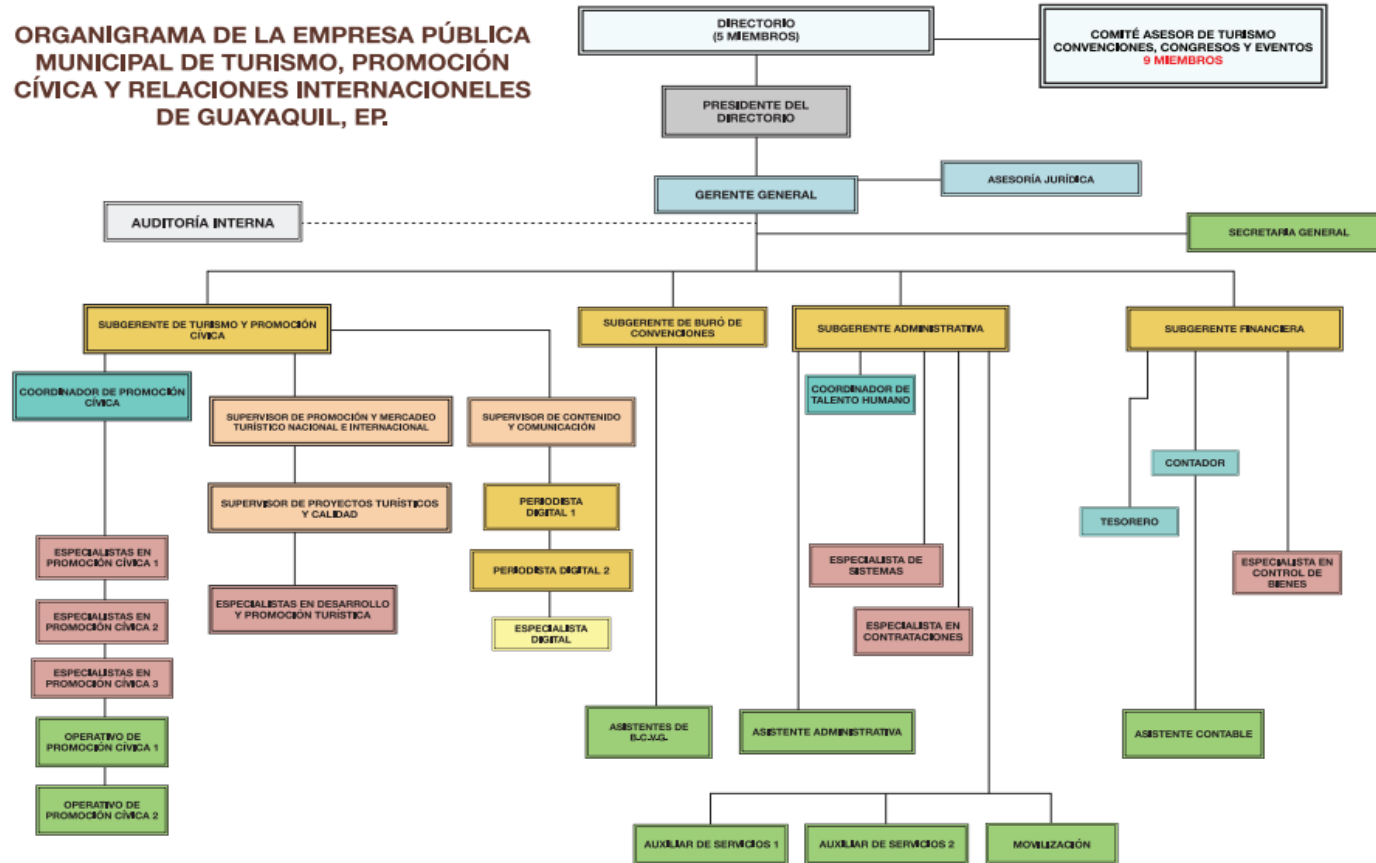 ORGANIGRAMA DE LA EMPRESA PÚBLICA
MUNICIPAL DE TURISMO, PROMOCIÓN
CÍVICA Y RELACIONES INTERNACIONELES
DE GUAYAQUIL, EP.
DIRECTORIO
(5 MIEMBROS)
COMITÉ ASESOR DE TURISMO
CONVENCIONES, CONGRESOS Y EVENTOS
9 MIEMBROS
PRESIDENTE DEL
DIRECTORIO
GERENTE GENERAL
ASESORÍA JURÍDICA
AUDITORÍA INTERNA
SECRETARÍA GENERAL
SUBGERENTE DE TURISMO Y PROMOCIÓN
CÍVICA
SUBGERENTE DE BURÓ DE
CONVENCIONES
SUBGERENTE ADMINISTRATIVA
SUBGERENTE FINANCIERA
COORDINADOR DE PROMOCIÓN
CÍVICA
SUPERVISOR DE PROMOCIÓN Y MERCADEO
TURÍSTICO NACIONAL E INTERNACIONAL
SUPERVISOR DE CONTENIDO
Y COMUNICACIÓN
COORDINADOR DE
TALENTO HUMANO
CONTADOR
SUPERVISOR DE PROYECTOS TURÍSTICOS
Y CALIDAD
PERIODISTA
DIGITAL 1
TESORERO
ESPECIALISTAS EN
PROMOCIÓN CÍVICA 1
PERIODISTA DIGITAL 2
ESPECIALISTA DE
SISTEMAS
ESPECIALISTA EN
CONTROL DE
BIENES
ESPECIALISTAS EN
PROMOCIÓN CÍVICA 2
ESPECIALISTAS EN DESARROLLO
Y PROMOCIÓN TURÍSTICA
ESPECIALISTA
DIGITAL
ESPECIALISTA EN
CONTRATACIONES
ESPECIALISTAS EN
PROMOCIÓN CÍVICA 3
OPERATIVO DE
PROMOCIÓN CÍVICA 1
ASISTENTES DE
B.C.V.G.
ASISTENTE ADMINISTRATIVA
ASISTENTE CONTABLE
OPERATIVO DE
PROMOCIÓN CÍVICA 2
AUXILIAR DE SERVICIOS 1
AUXILIAR DE SERVICIOS 2
MOVILIZACIÓN